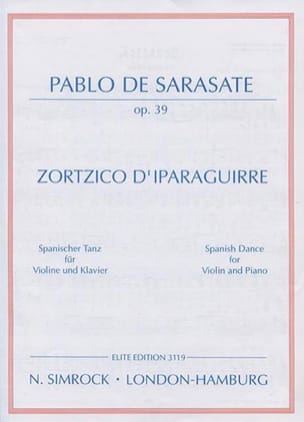 PABLO DE SARASATE
op. 39
ZORTZICO D'IPARAGUIRRE
Spanischer Tanz
für
Violine und Klavier
Spanish Dance
for
Violin and Piano
ELITE EDITION 3119
N. SIMROCK • LONDON-HAMBURG